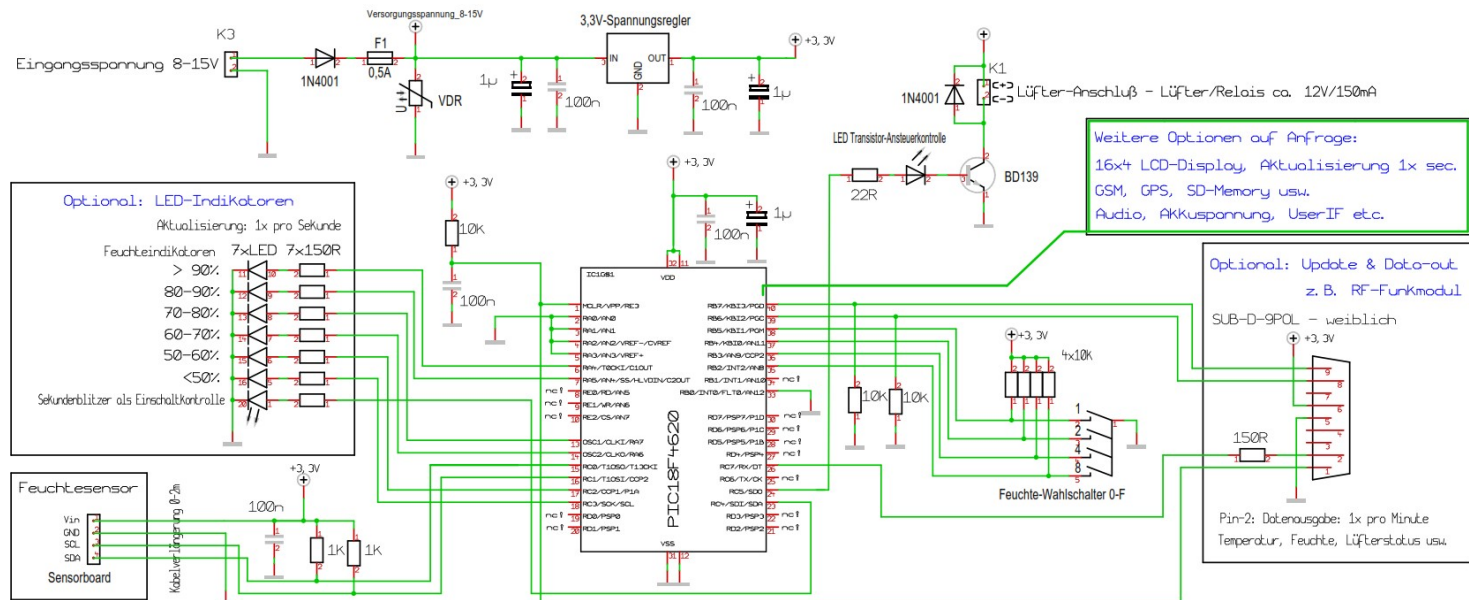 Versorgungsspannung_8-15V
K3
Eingangsspannung 8-15V
1N4001
F1
0,5A
VDR
U
1µ
100n
3,3V-Spannungsregler
IN
OUT
GND
+3,3V
100n
1µ
K1
1N4001
Lüfter-Anschluß - Lüfter/Relais ca. 12V/150mA
LED Transistor-Ansteuerkontrolle
22R
BD139
Weitere Optionen auf Anfrage:
16x4 LCD-Display, Aktualisierung 1x sec.
GSM, GPS, SD-Memory usw.
Audio, AKkuspannung, UserIF etc.
Optional: LED-Indikatoren
Aktualisierung: 1x pro Sekunde
Feuchteindikatoren 7xLED 7x150R
> 90%
80-90%
70-80%
60-70%
50-60%
<50%
Sekundenblitzer als Einschaltkontrolle
+3,3V
10K
100n
+3,3V
100n
1µ
VDD
PIC18F4620
VSS
MCLR/VPP/RE3
RA0/AN0
RA1/AN1
RA2/AN2/VREF-/CVREF
RA3/AN3/VREF+
RA4/T0CKI/C1OUT
RA5/AN4/SS/HLVDIN/C2OUT
RE0/RD/AN5
RE1/WR/AN6
RE2/CS/AN7
OSC1/CLKI/RA7
OSC2/CLKO/RA6
RC0/T1OSO/T13CKI
RC1/T1OSI/CCP2
RC2/CCP1/P1A
RC3/SCK/SCL
RD0/PSP0
RD1/PSP1
RB7/KBI3/PGD
RB6/KBI2/PGC
RB5/KBI1/PGM
RB4/KBI0/AN11
RB3/AN9/CCP2
RB2/INT2/AN8
RB1/INT1/AN10
RB0/INT0/FLT0/AN12
RD7/PSP7/P1D
RD6/PSP6/P1C
RD5/PSP5/P1B
RD4/PSP4
RC7/RX/DT
RC6/TX/CK
RC5/SDO
RC4/SDI/SDA
RD3/PSP3
RD2/PSP2
10K
10K
+3,3V
4x10k
1
2
4
8
Feuchte-Wahlschalter 0-F
Optional: Update & Data-out
z.B. RF-Funkmodul
SUB-D-9POL - weiblich
+3,3V
150R
Pin-2: Datenausgabe: 1x pro Minute
Temperatur, Feuchte, Lüfterstatus usw.
Feuchtesensor
Vin
GND
SCL
SDA
Sensorboard
Kabelverlängerung 0-2m
+3,3V
100n
1K
1K